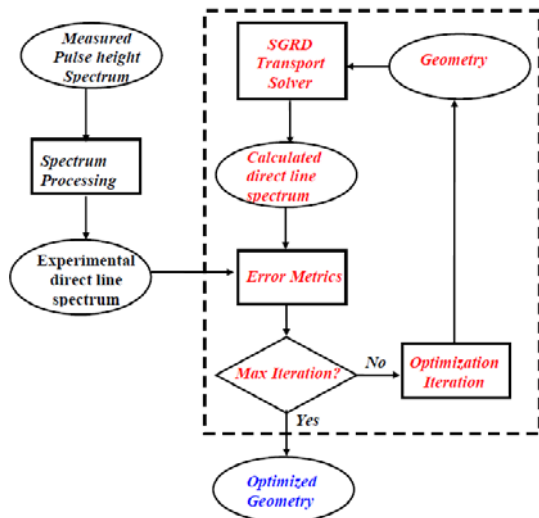 Measured
Pulse height
Spectrum
Spectrum
Processing
Experimental
direct line
spectrum
SGRD
Transport
Solver
Geometry
Calculated
direct line
spectrum
Error Metrics
Max Iteration?
No
Optimization
Iteration
Yes
Optimized
Geometry